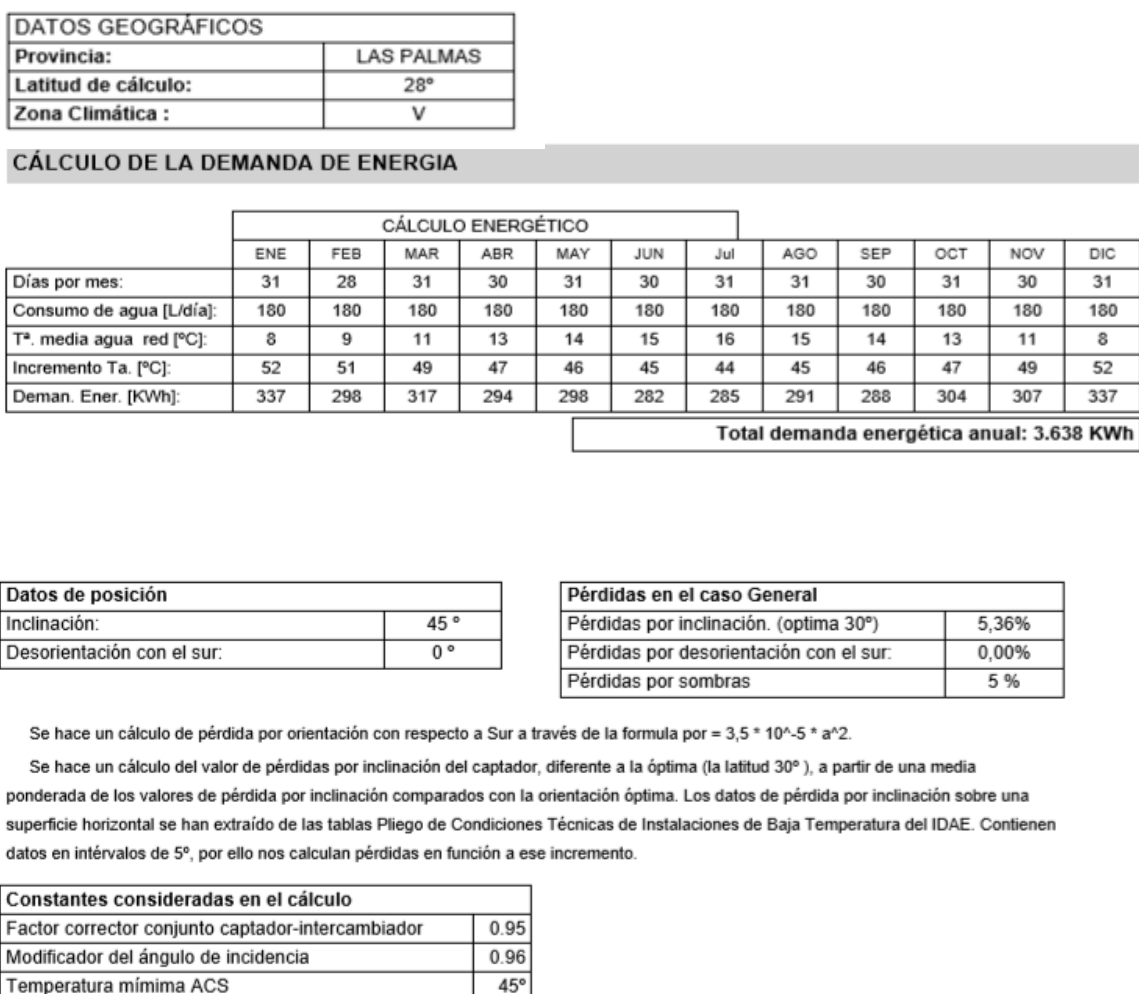 DATOS GEOGRÁFICOS
Provincia: LAS PALMAS
Latitud de cálculo: 28º
Zona Climática : V
CÁLCULO DE LA DEMANDA DE ENERGIA
CÁLCULO ENERGÉTICO
ENE FEB MAR ABR MAY JUN Jul AGO SEP OCT NOV DIC
Días por mes: 31 28 31 30 31 30 31 31 30 31 30 31
Consumo de agua [L/día]: 180 180 180 180 180 180 180 180 180 180 180 180
Tª. media agua red [ºC]: 8 9 11 13 14 15 16 15 14 13 11 8
Incremento Ta. [ºC]: 52 51 49 47 46 45 44 45 46 47 49 52
Deman. Ener. [KWh]: 337 298 317 294 298 282 285 291 288 304 307 337
Total demanda energética anual: 3.638 KWh
Datos de posición
Inclinación: 45 º
Desorientación con el sur: 0 º
Pérdidas en el caso General
Pérdidas por inclinación. (optima 30º) 5,36%
Pérdidas por desorientación con el sur: 0,00%
Pérdidas por sombras 5 %
Se hace un cálculo de pérdida por orientación con respecto a Sur a través de la formula por = 3,5 * 10^-5 * a^2.
Se hace un cálculo del valor de pérdidas por inclinación del captador, diferente a la óptima (la latitud 30º ), a partir de una media
ponderada de los valores de pérdida por inclinación comparados con la orientación óptima. Los datos de pérdida por inclinación sobre una
superficie horizontal se han extraído de las tablas Pliego de Condiciones Técnicas de Instalaciones de Baja Temperatura del IDAE. Contienen
datos en intérvalos de 5º, por ello nos calculan pérdidas en función a ese incremento.
Constantes consideradas en el cálculo
Factor corrector conjunto captador-intercambiador 0.95
Modificador del ángulo de incidencia 0.96
Temperatura mímima ACS 45º